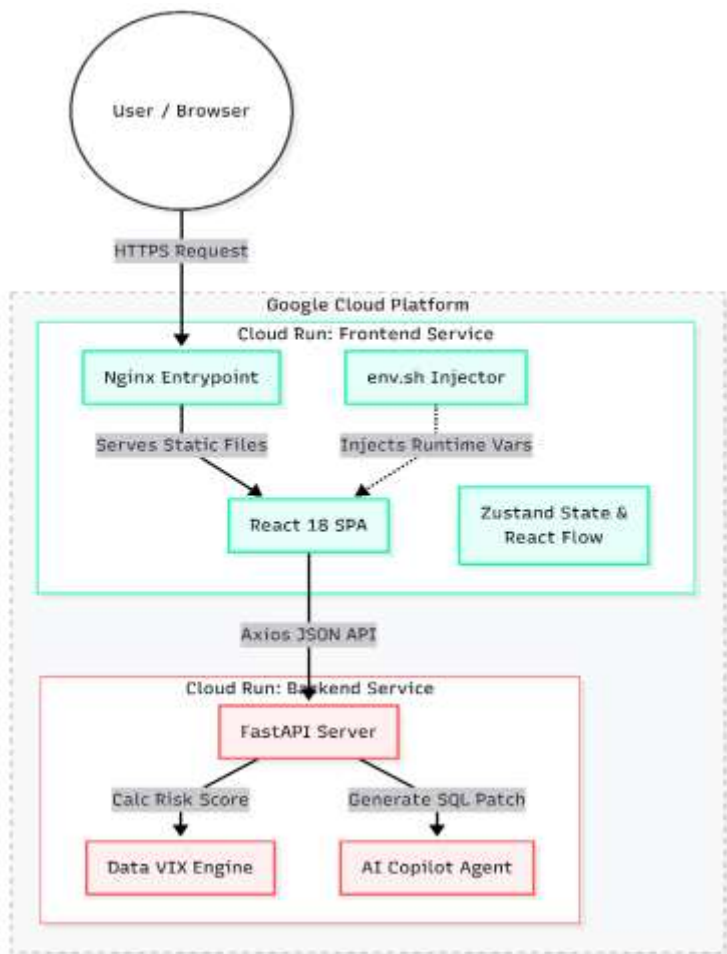 User / Browser
HTTPS Request
Google Cloud Platform
Cloud Run: Frontend Service
Nginx Entrypoint
env.sh Injector
Serves Static Files
Injects Runtime Vars
React 18 SPA
Zustand State &
React Flow
Axios JSON API
Cloud Run: Backend Service
FastAPI Server
Calc Risk Score
Generate SQL Patch
Data VIX Engine
AI Copilot Agent